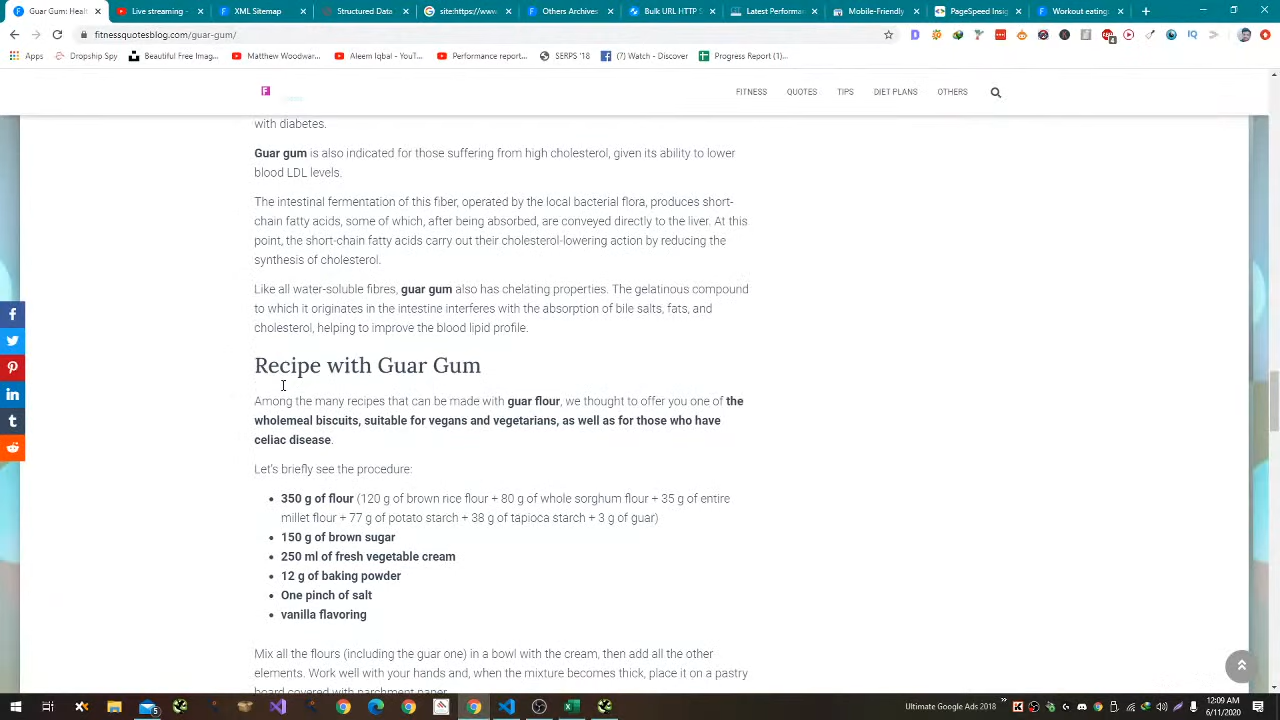 Guar Gum: Heal
Live streaming -
XML Sitemap
Structured Data
site:https://www
Others Archives
Bulk URL HTTP S
Latest Performa
Mobile-Friendly
PageSpeed Insig
Workout eating:
fitnessquotesblog.com/guar-gum/
Apps
Dropship Spy
Beautiful Free Imag...
Matthew Woodwar...
Aleem Iqbal - YouT...
Performance report...
SERPS '18
(7) Watch - Discover
Progress Report (1)...
F
FITNESS QUOTES TIPS DIET PLANS OTHERS
with diabetes.
Guar gum is also indicated for those suffering from high cholesterol, given its ability to lower
blood LDL levels.
The intestinal fermentation of this fiber, operated by the local bacterial flora, produces short-
chain fatty acids, some of which, after being absorbed, are conveyed directly to the liver. At this
point, the short-chain fatty acids carry out their cholesterol-lowering action by reducing the
synthesis of cholesterol.
Like all water-soluble fibres, guar gum also has chelating properties. The gelatinous compound
to which it originates in the intestine interferes with the absorption of bile salts, fats, and
cholesterol, helping to improve the blood lipid profile.
Recipe with Guar Gum
Among the many recipes that can be made with guar flour, we thought to offer you one of the
wholemeal biscuits, suitable for vegans and vegetarians, as well as for those who have
celiac disease.
Let's briefly see the procedure:
350 g of flour (120 g of brown rice flour + 80 g of whole sorghum flour + 35 g of entire
millet flour + 77 g of potato starch + 38 g of tapioca starch + 3 g of guar)
150 g of brown sugar
250 ml of fresh vegetable cream
12 g of baking powder
One pinch of salt
vanilla flavoring
Mix all the flours (including the guar one) in a bowl with the cream, then add all the other
elements. Work well with your hands and, when the mixture becomes thick, place it on a pastry
board covered with parchment paper.
Ultimate Google Ads 2018
12:09 AM
6/11/2020